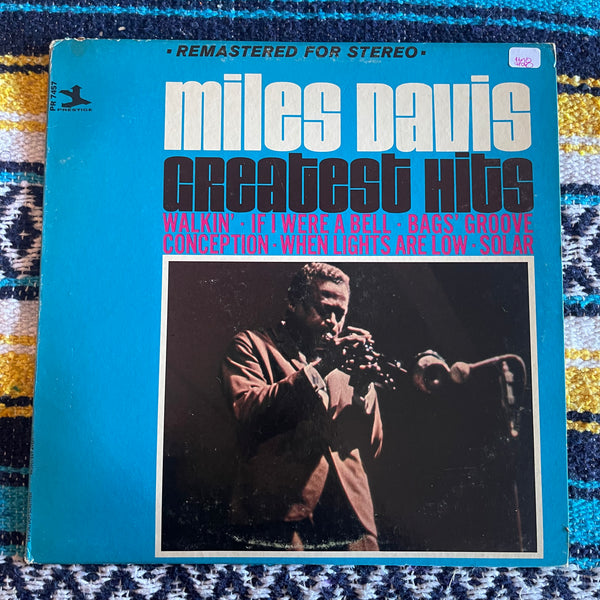 • REMASTERED FOR STEREO •
PR 7457
PRESTIGE
miles Davis
Greatest Hits
WALKIN' • IF I WERE A BELL • BAGS' GROOVE
CONCEPTION • WHEN LIGHTS ARE LOW • SOLAR